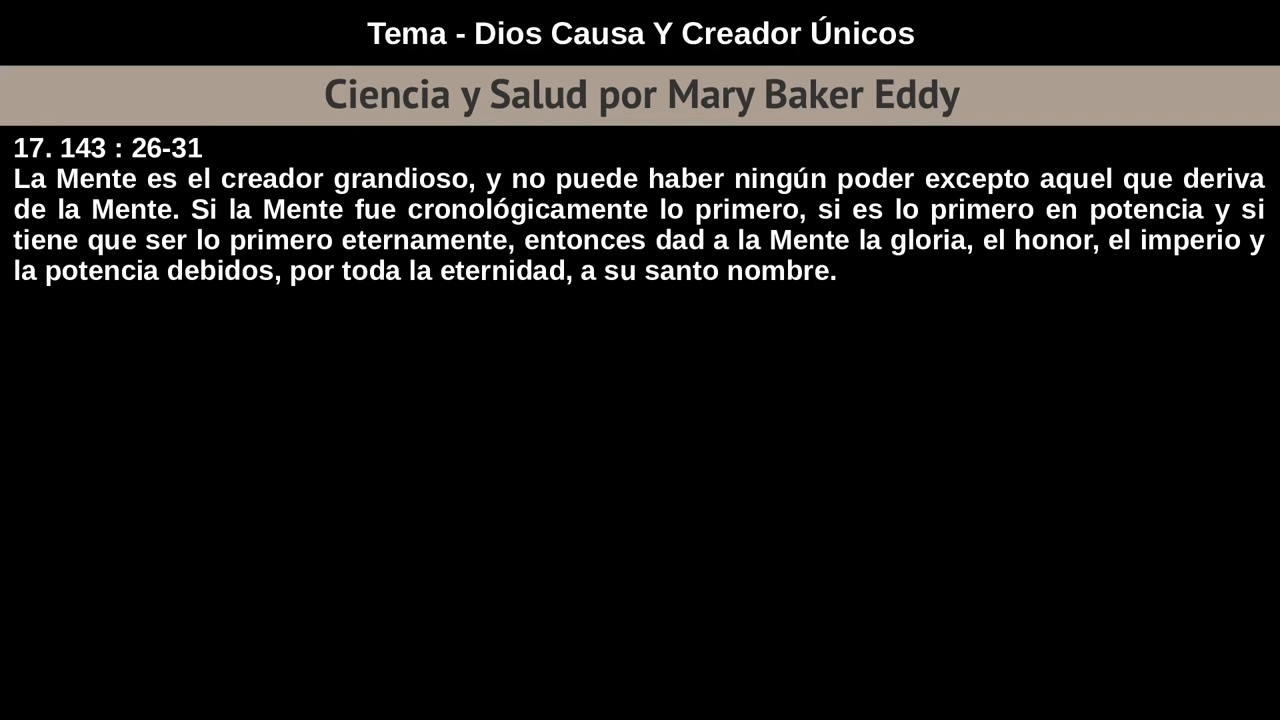 Tema - Dios Causa Y Creador Únicos
Ciencia y Salud por Mary Baker Eddy
17. 143 : 26-31
La Mente es el creador grandioso, y no puede haber ningún poder excepto aquel que deriva
de la Mente. Si la Mente fue cronológicamente lo primero, si es lo primero en potencia y si
tiene que ser lo primero eternamente, entonces dad a la Mente la gloria, el honor, el imperio y
la potencia debidos, por toda la eternidad, a su santo nombre.